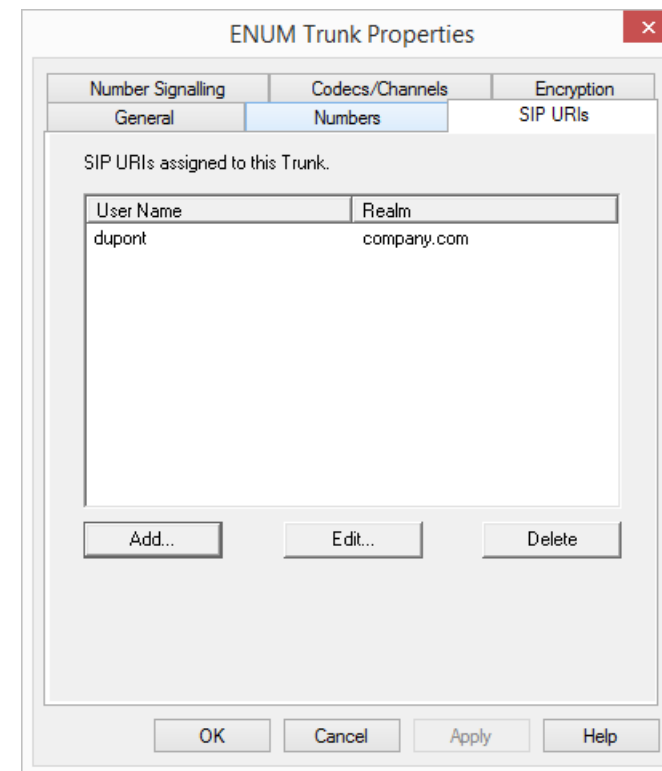 ENUM Trunk Properties
Number Signalling Codecs/Channels Encryption
General Numbers SIP URIs
SIP URIs assigned to this Trunk.
User Name Realm
dupont company.com
Add... Edit... Delete
OK Cancel Apply Help